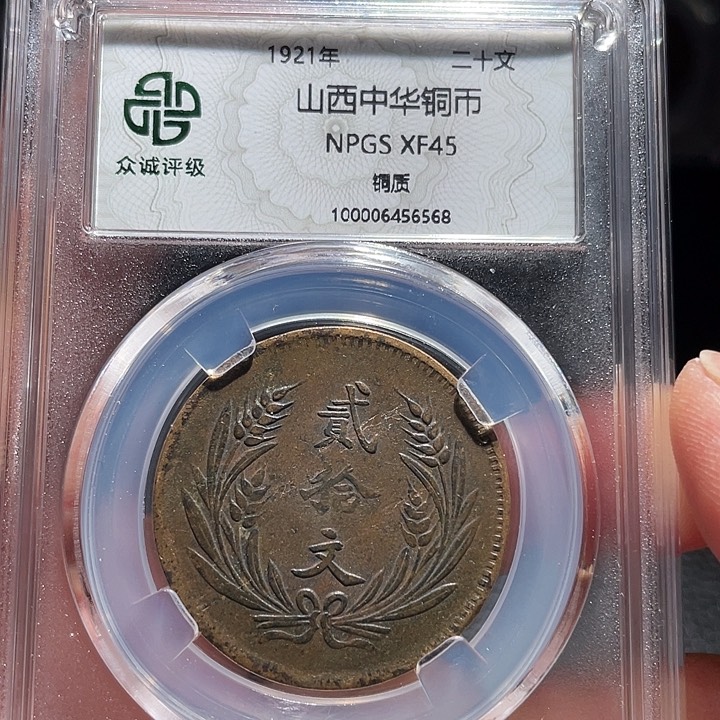 1921年 二十文
山西中华铜币
NPGS XF45
众诚评级
铜质
100006456568
貳
拾
文